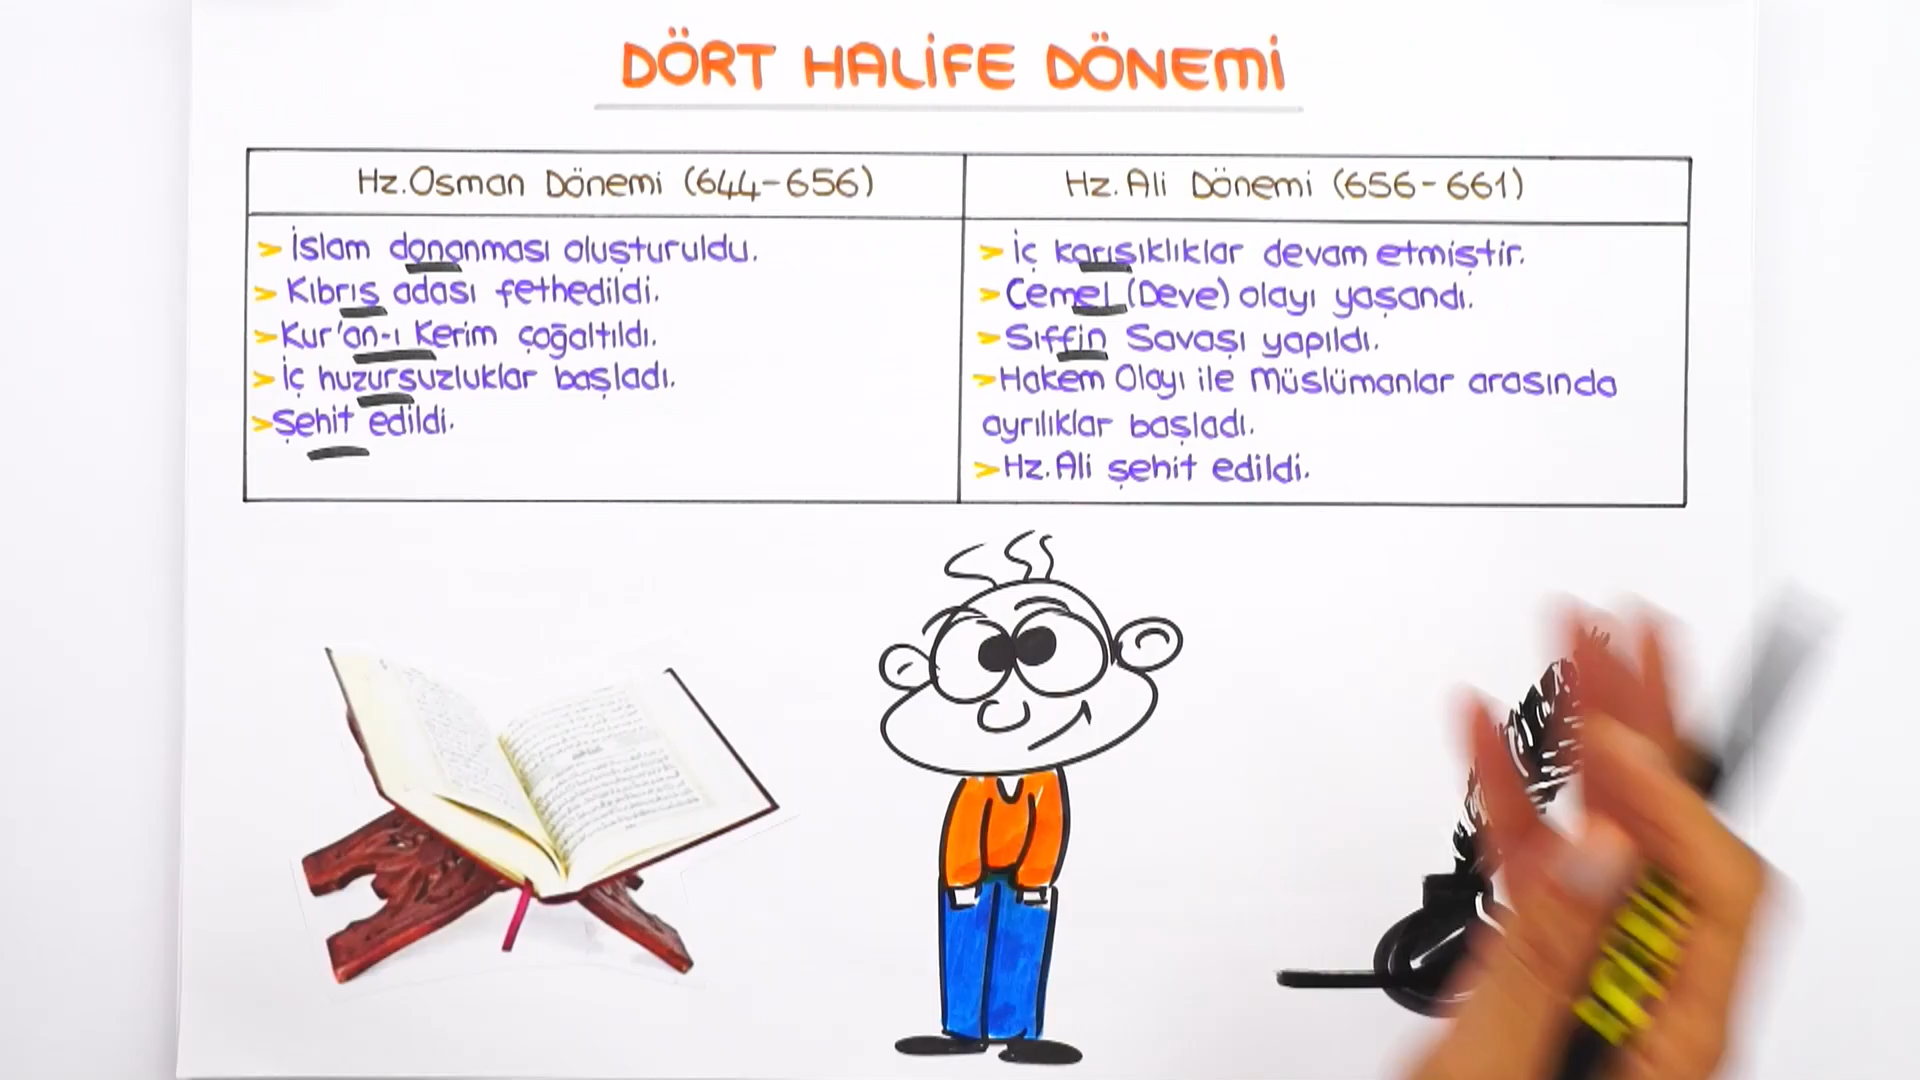 DÖRT HALİFE DÖNEMİ
Hz.Osman Dönemi (644-656)
> İslam donanması oluşturuldu.
> Kıbrıs adası fethedildi.
> Kur'an-ı Kerim çoğaltıldı.
> İç huzursuzluklar başladı.
> Şehit edildi.
Hz. Ali Dönemi (656-661)
> İç karışıklıklar devam etmiştir.
> Cemel (Deve) olayı yaşandı.
> Sıffin Savaşı yapıldı.
> Hakem Olayı ile Müslümanlar arasında
ayrılıklar başladı.
> Hz. Ali şehit edildi.